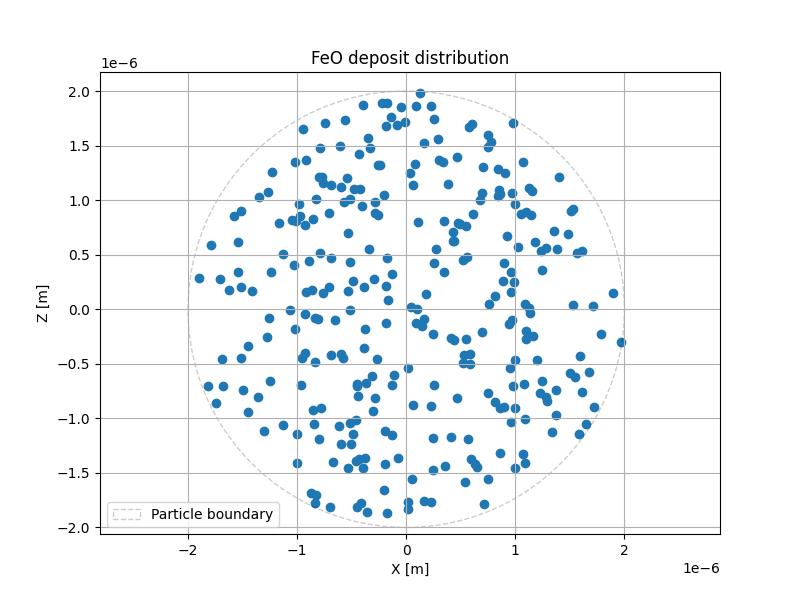 FeO deposit distribution
1e−6
2.0
1.5
1.0
0.5
0.0
−0.5
−1.0
−1.5
−2.0
Z [m]
Particle boundary
−2
−1
0
1
2
X [m]
1e−6